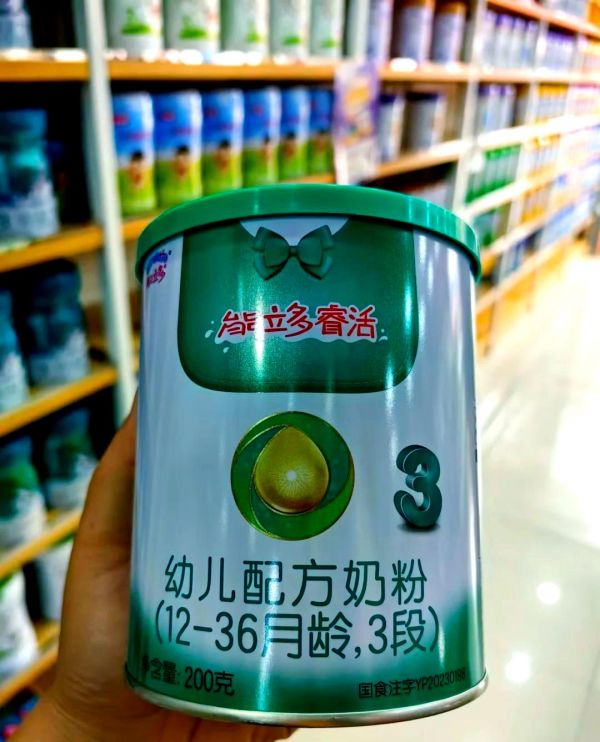 能立多睿活
3
幼儿配方奶粉
(12-36月龄,3段)
净含量: 200克
国食注字YP20230188